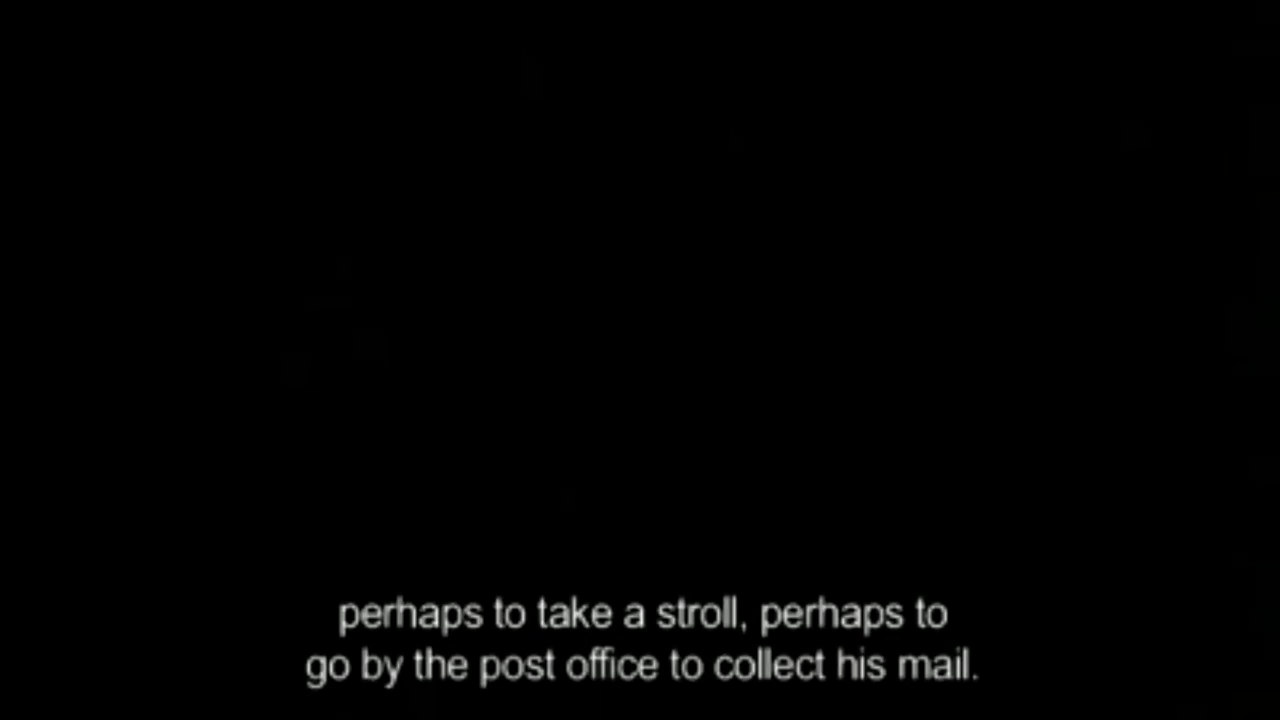 perhaps to take a stroll, perhaps to
go by the post office to collect his mail.